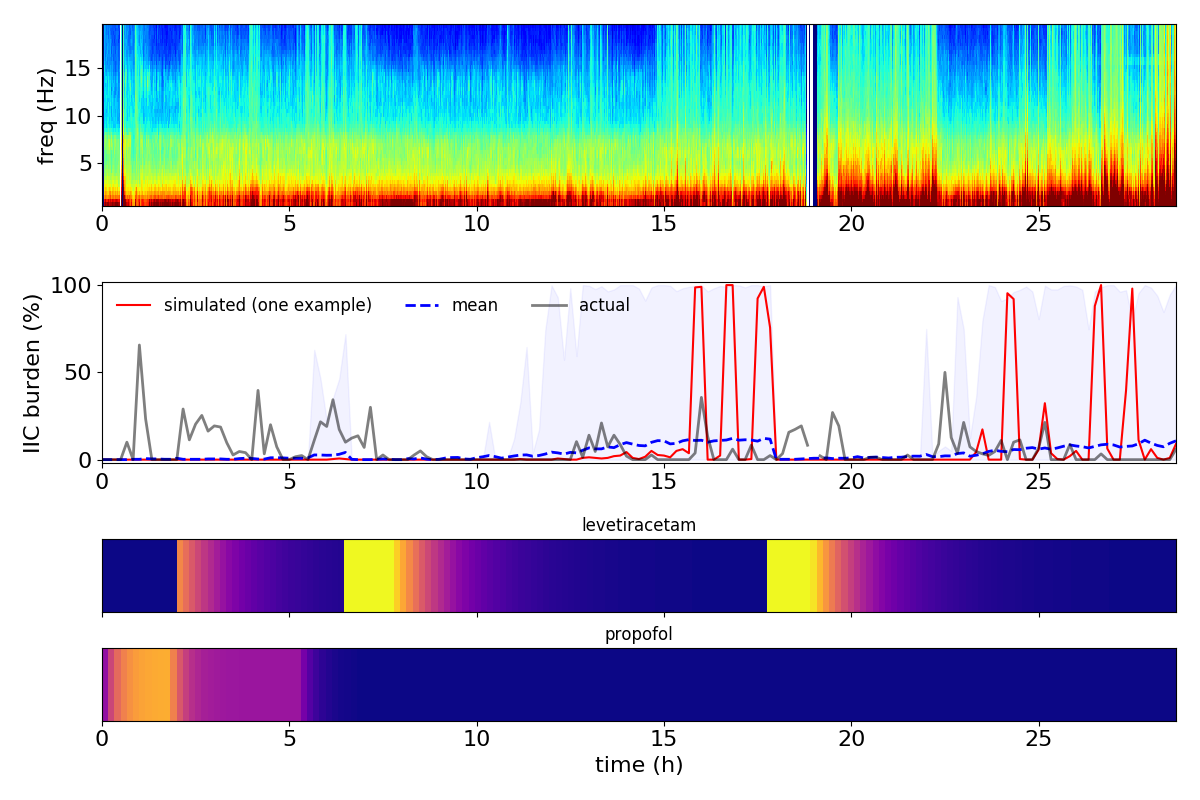 freq (Hz)
15
10
5
0 5 10 15 20 25
IIC burden (%)
100
50
0
simulated (one example) mean actual
0 5 10 15 20 25
levetiracetam
propofol
0 5 10 15 20 25
time (h)